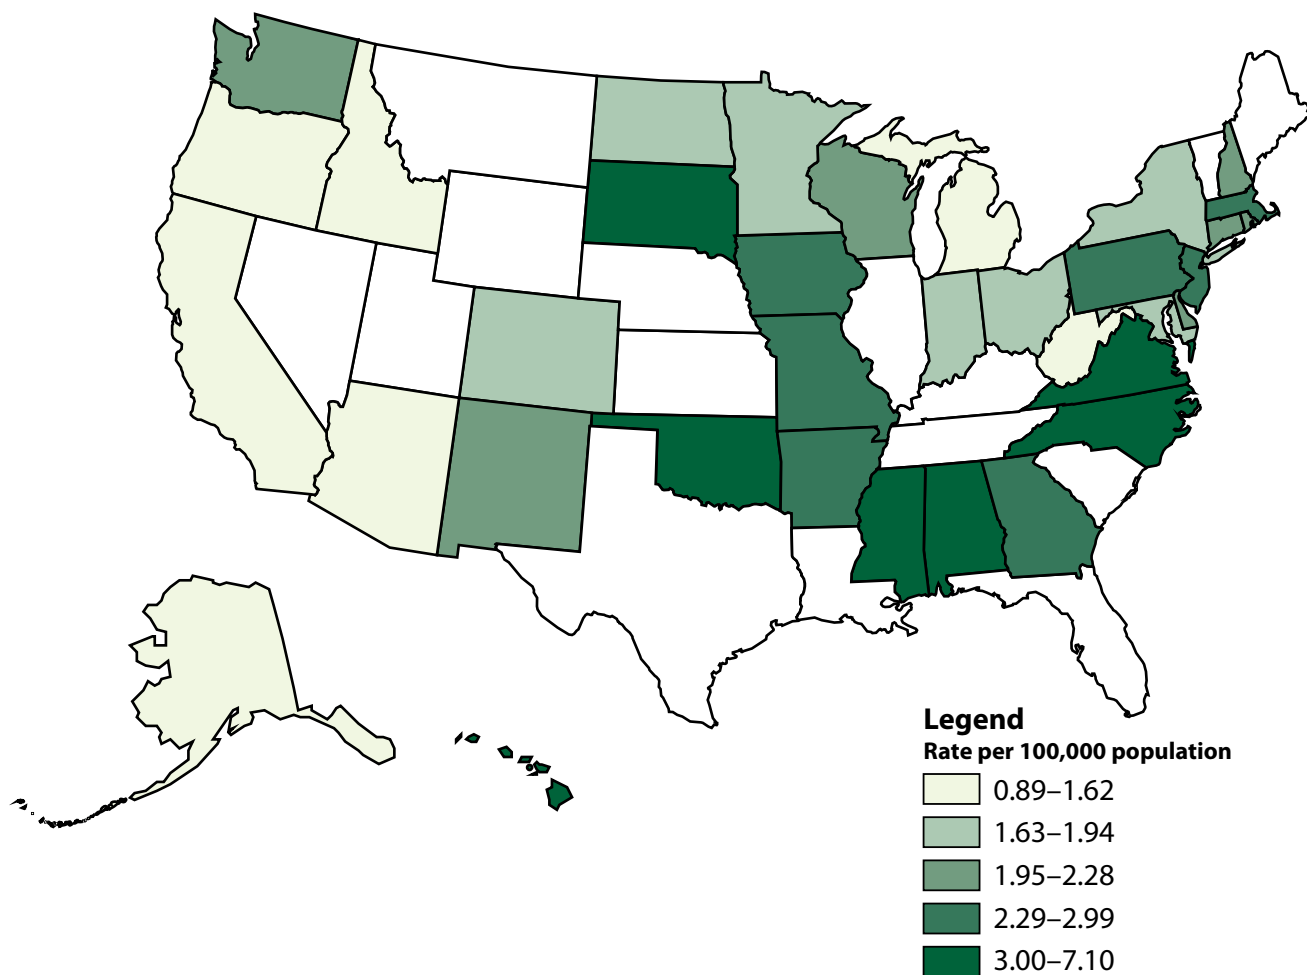 Legend
Rate per 100,000 population
0.89–1.62
1.63–1.94
1.95–2.28
2.29–2.99
3.00–7.10